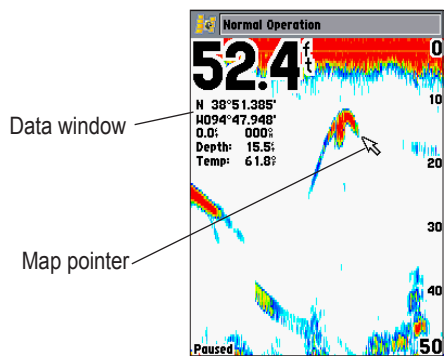 Normal Operation
52.4 ft
0
N 38°51.385'
W094°47.948'
0.0 000°
Depth: 15.5
Temp: 61.8
Data window
Map pointer
10
20
30
40
50
Paused